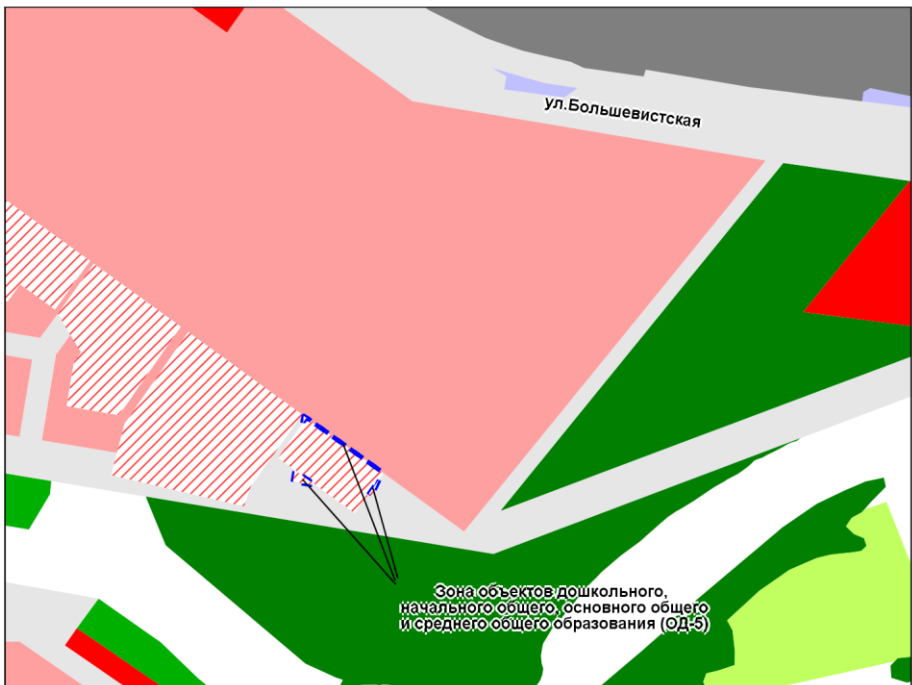 ул.Большевистская
Зона объектов дошкольного,
начального общего, основного общего
и среднего общего образования (ОД-5)